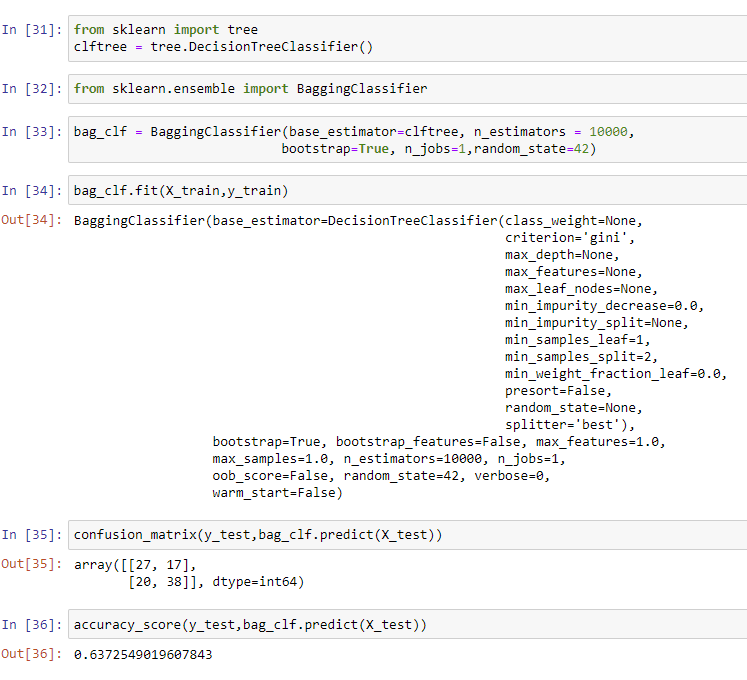 In [31]: from sklearn import tree
clftree = tree.DecisionTreeClassifier()
In [32]: from sklearn.ensemble import BaggingClassifier
In [33]: bag_clf = BaggingClassifier(base_estimator=clftree, n_estimators = 10000,
bootstrap=True, n_jobs=1,random_state=42)
In [34]: bag_clf.fit(X_train,y_train)
Out[34]: BaggingClassifier(base_estimator=DecisionTreeClassifier(class_weight=None,
criterion='gini',
max_depth=None,
max_features=None,
max_leaf_nodes=None,
min_impurity_decrease=0.0,
min_impurity_split=None,
min_samples_leaf=1,
min_samples_split=2,
min_weight_fraction_leaf=0.0,
presort=False,
random_state=None,
splitter='best'),
bootstrap=True, bootstrap_features=False, max_features=1.0,
max_samples=1.0, n_estimators=10000, n_jobs=1,
oob_score=False, random_state=42, verbose=0,
warm_start=False)
In [35]: confusion_matrix(y_test,bag_clf.predict(X_test))
Out[35]: array([[27, 17],
[20, 38]], dtype=int64)
In [36]: accuracy_score(y_test,bag_clf.predict(X_test))
Out[36]: 0.6372549019607843